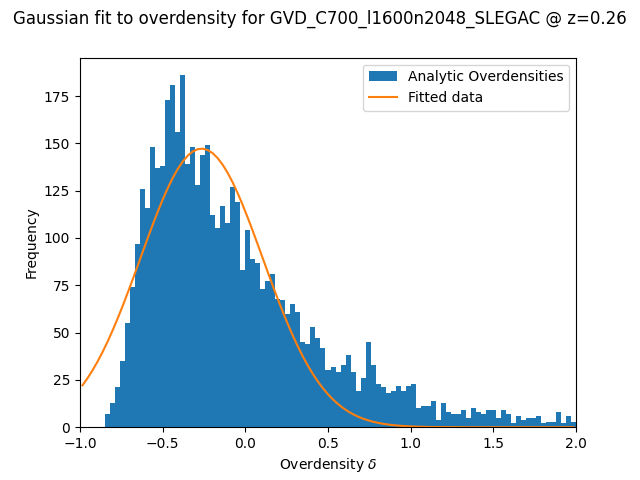 Gaussian fit to overdensity for GVD_C700_l1600n2048_SLEGAC @ z=0.26
Analytic Overdensities
Fitted data
Frequency
175
150
125
100
75
50
25
0
−1.0 −0.5 0.0 0.5 1.0 1.5 2.0
Overdensity δ